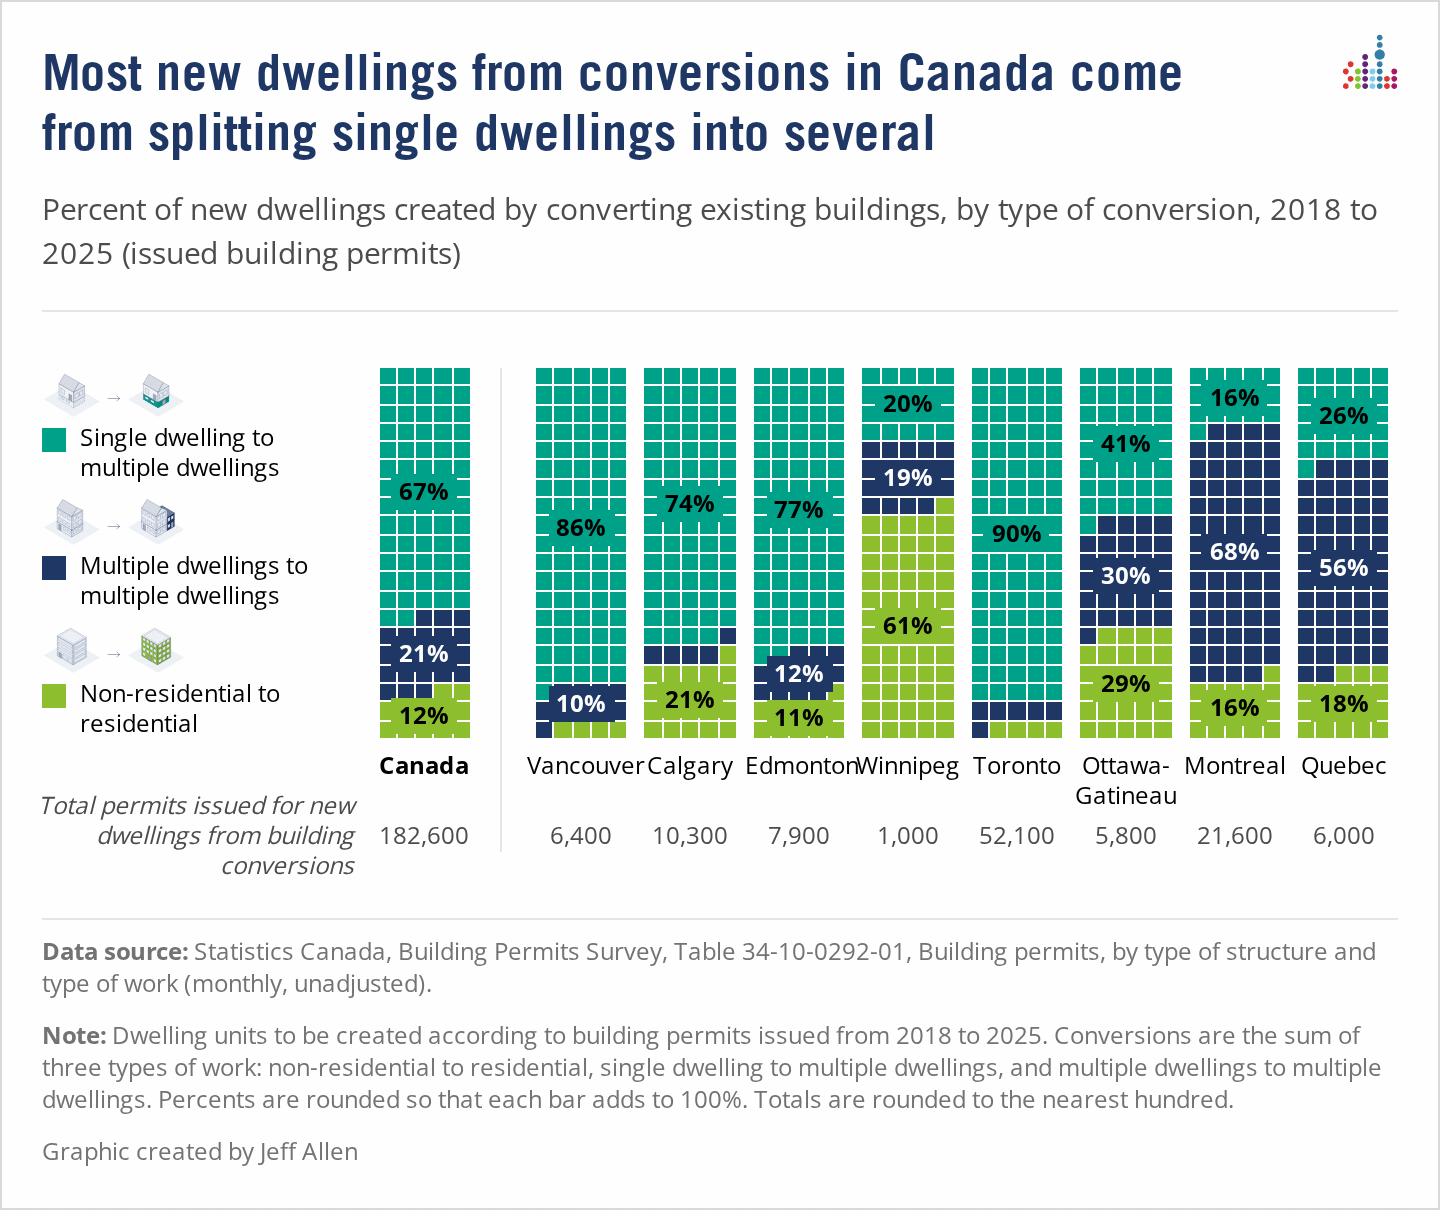 Most new dwellings from conversions in Canada come
from splitting single dwellings into several
Percent of new dwellings created by converting existing buildings, by type of conversion, 2018 to
2025 (issued building permits)
Single dwelling to
multiple dwellings
Multiple dwellings to
multiple dwellings
Non-residential to
residential
67%
21%
12%
86%
10%
74%
21%
77%
12%
11%
20%
19%
61%
90%
41%
30%
29%
16%
68%
16%
26%
56%
18%
Canada Vancouver Calgary Edmonton Winnipeg Toronto Ottawa-
Gatineau Montreal Quebec
Total permits issued for new
dwellings from building
conversions
182,600 6,400 10,300 7,900 1,000 52,100 5,800 21,600 6,000
Data source: Statistics Canada, Building Permits Survey, Table 34-10-0292-01, Building permits, by type of structure and
type of work (monthly, unadjusted).
Note: Dwelling units to be created according to building permits issued from 2018 to 2025. Conversions are the sum of
three types of work: non-residential to residential, single dwelling to multiple dwellings, and multiple dwellings to multiple
dwellings. Percents are rounded so that each bar adds to 100%. Totals are rounded to the nearest hundred.
Graphic created by Jeff Allen